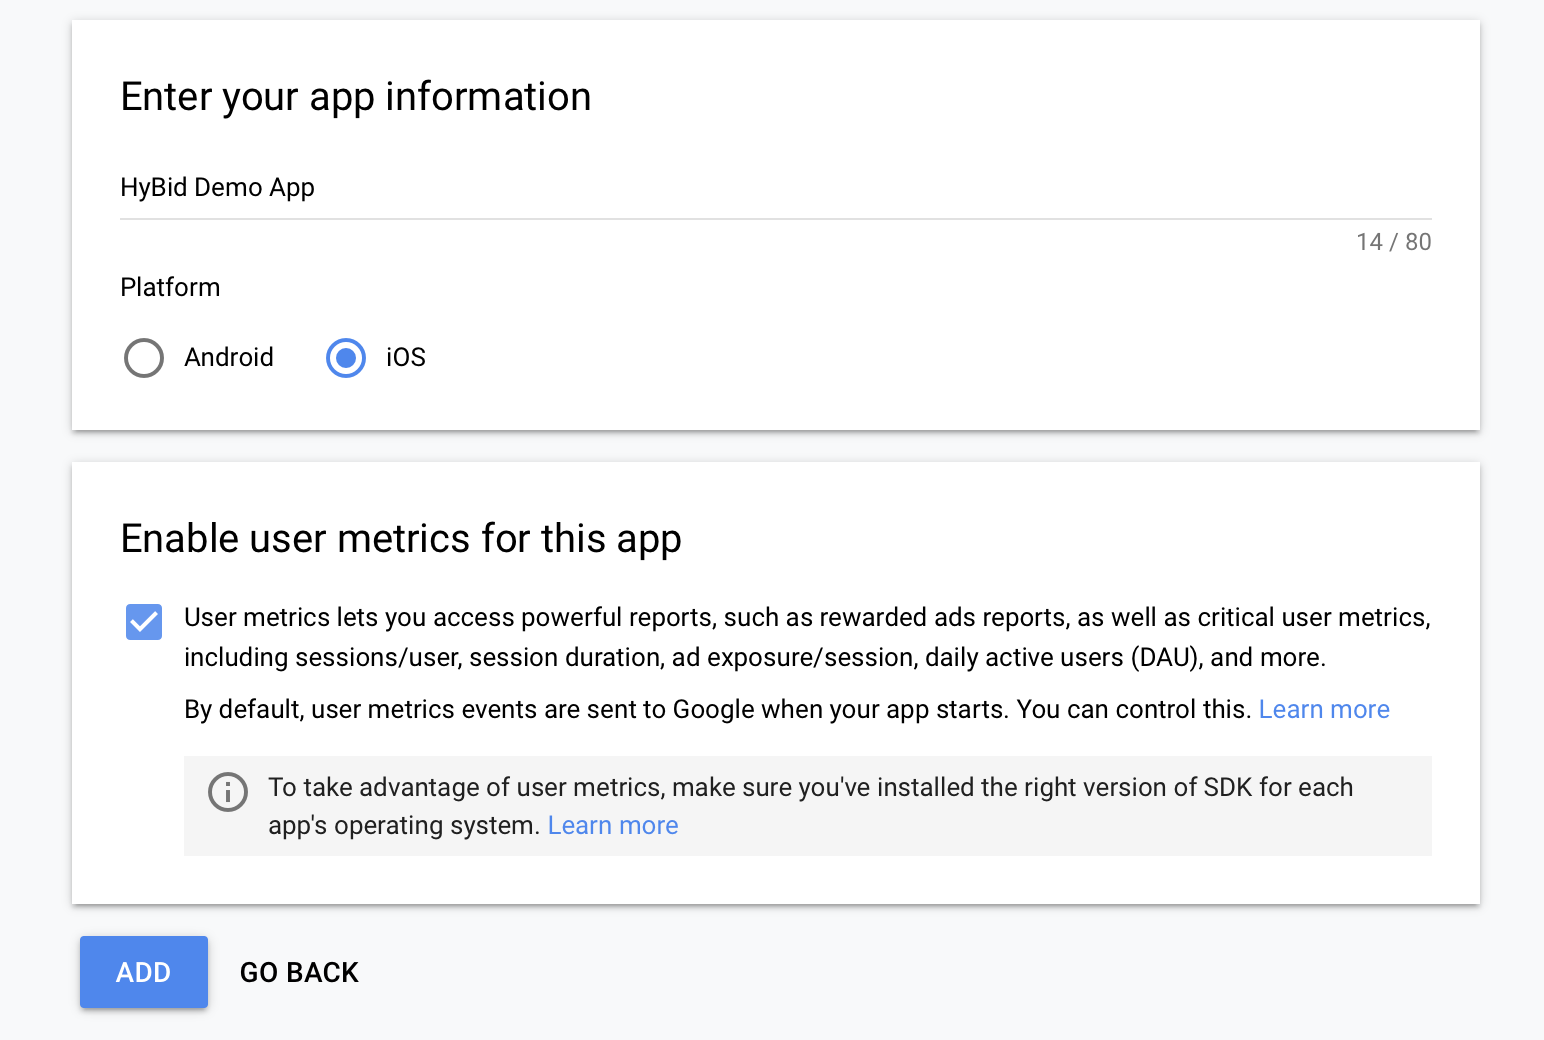 Enter your app information
HyBid Demo App
14 / 80
Platform
Android iOS
Enable user metrics for this app
User metrics lets you access powerful reports, such as rewarded ads reports, as well as critical user metrics,
including sessions/user, session duration, ad exposure/session, daily active users (DAU), and more.
By default, user metrics events are sent to Google when your app starts. You can control this. Learn more
To take advantage of user metrics, make sure you've installed the right version of SDK for each
app's operating system. Learn more
ADD GO BACK